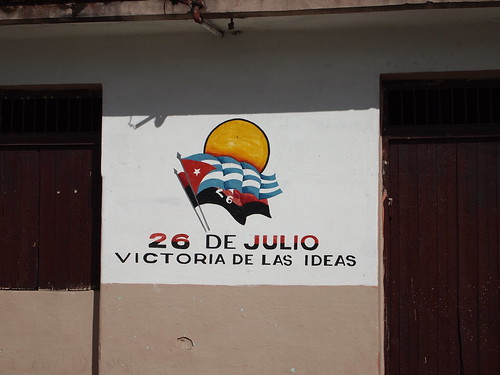 26
26 DE JULIO
VICTORIA DE LAS IDEAS